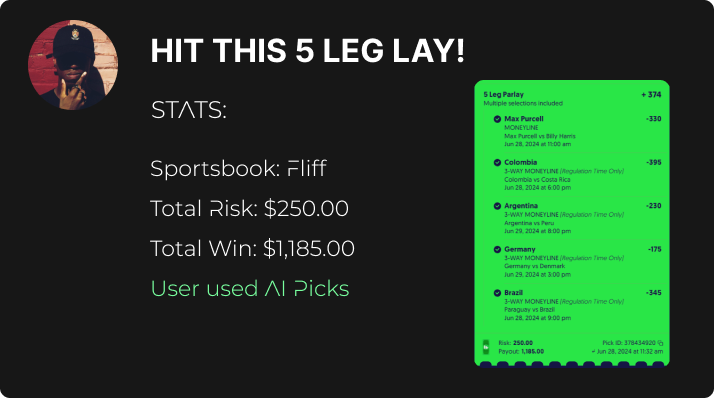 HIT THIS 5 LEG LAY!
STATS:
Sportsbook: Fliff
Total Risk: $250.00
Total Win: $1,185.00
User used AI Picks
5 Leg Parlay +374
Multiple selections included
Max Purcell -330
MONEYLINE
Max Purcell vs Billy Harris
Jun 28, 2024 at 11:00 am
Colombia -395
3-WAY MONEYLINE [Regulation Time Only]
Colombia vs Costa Rica
Jun 28, 2024 at 6:00 pm
Argentina -230
3-WAY MONEYLINE [Regulation Time Only]
Argentina vs Pero
Jun 29, 2024 at 8:00 pm
Germany -175
3-WAY MONEYLINE [Regulation Time Only]
Germany vs Denmark
Jun 29, 2024 at 3:00 pm
Brazil -345
3-WAY MONEYLINE [Regulation Time Only]
Paraguay vs Brazil
Jun 28, 2024 at 9:00 pm
Risk: 250.00 Pick ID: 378434920
Payout: 1,185.00 Jun 28, 2024 at 11:32 am